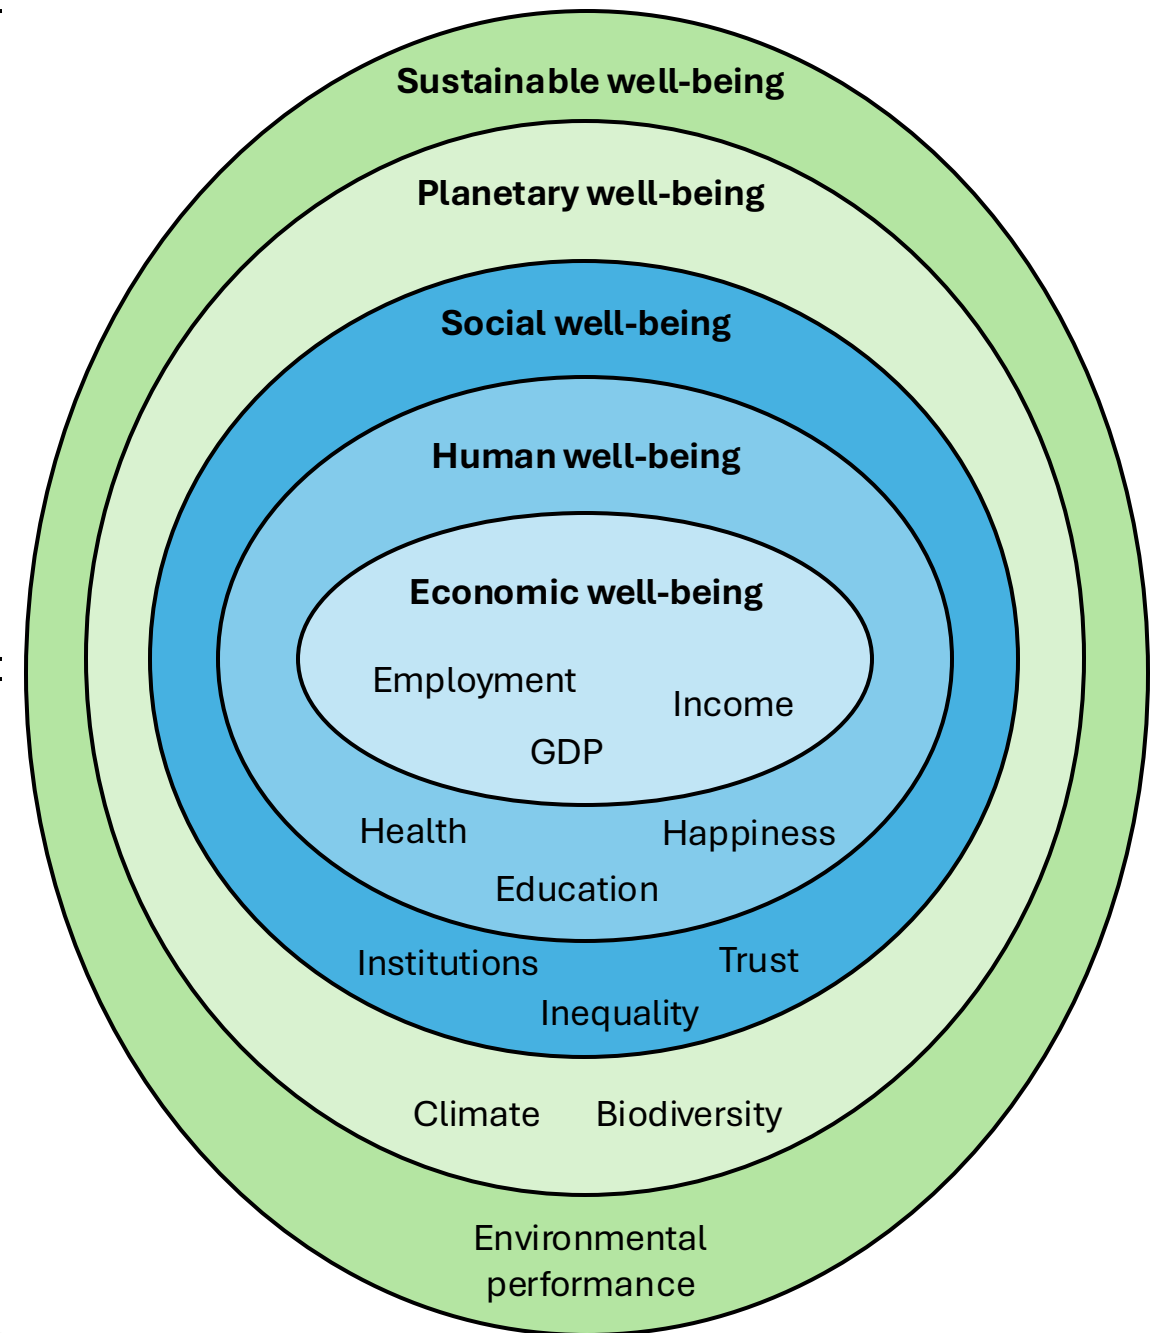 Sustainable well-being
Planetary well-being
Social well-being
Human well-being
Economic well-being
Employment
Income
GDP
Health
Happiness
Education
Institutions
Trust
Inequality
Climate
Biodiversity
Environmental
performance